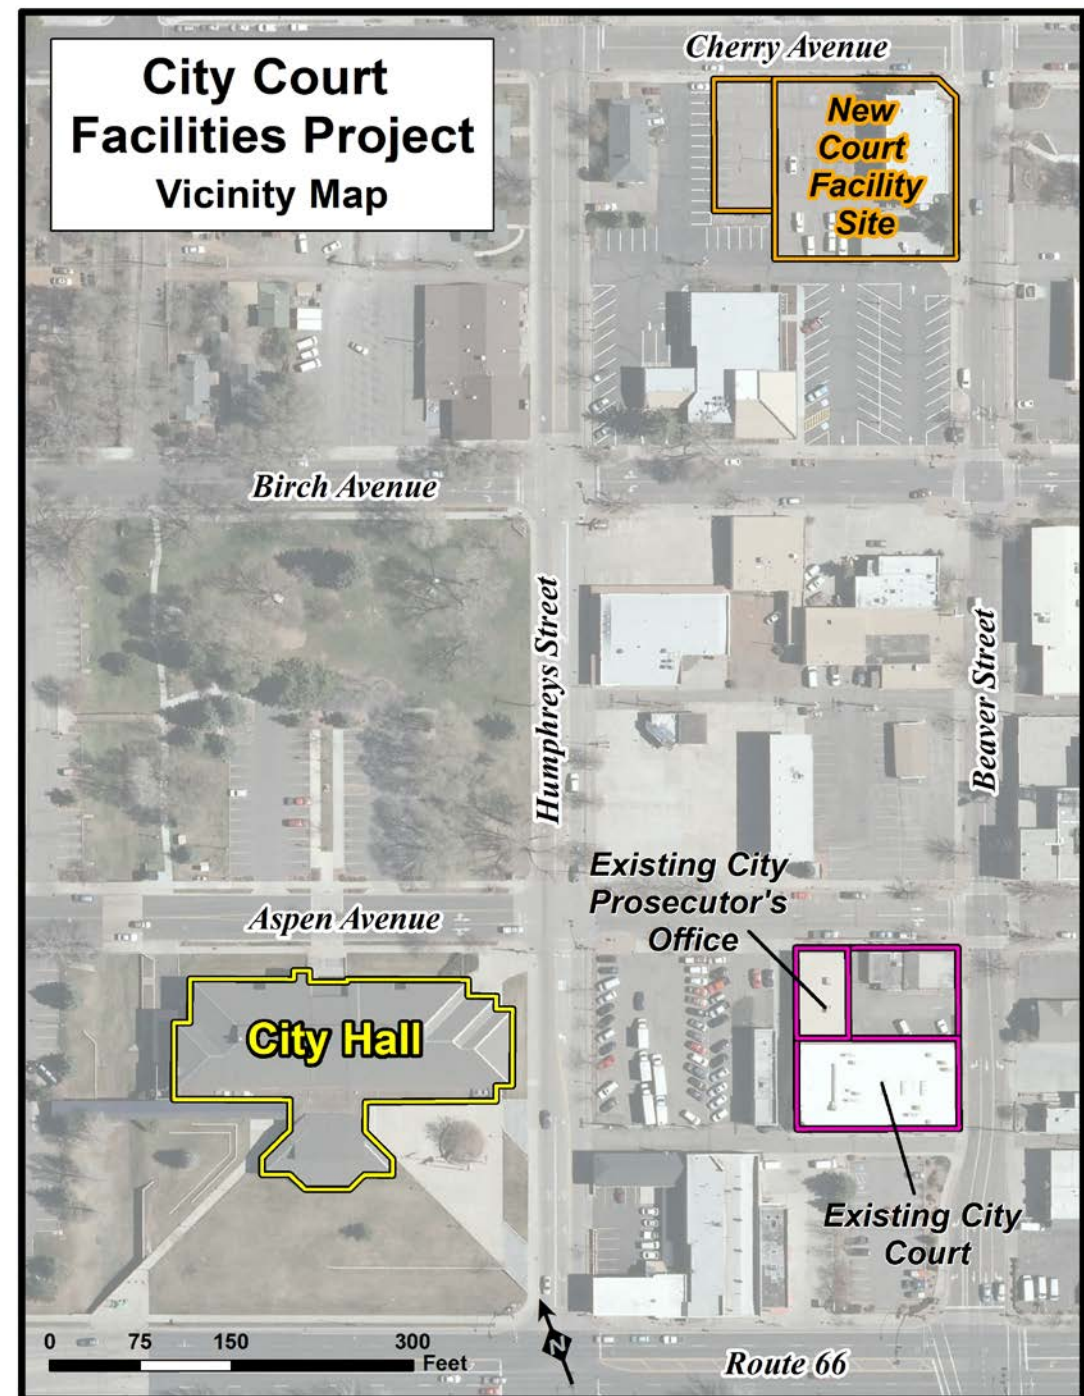 City Court
Facilities Project
Vicinity Map
Cherry Avenue
New
Court
Facility
Site
Birch Avenue
Humphreys Street
Beaver Street
Existing City
Prosecutor's
Office
Aspen Avenue
City Hall
Existing City
Court
0 75 150 300
Feet
N
Route 66